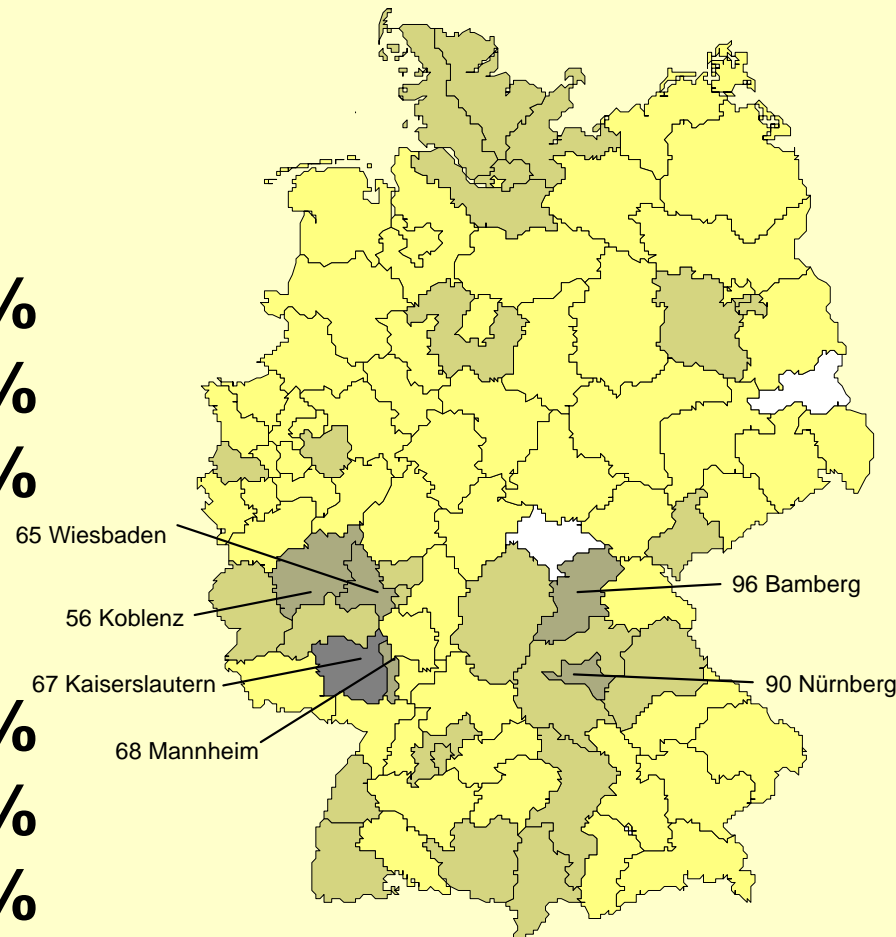 %
%
%
65 Wiesbaden
96 Bamberg
56 Koblenz
67 Kaiserslautern
90 Nürnberg
%
68 Mannheim
%
%